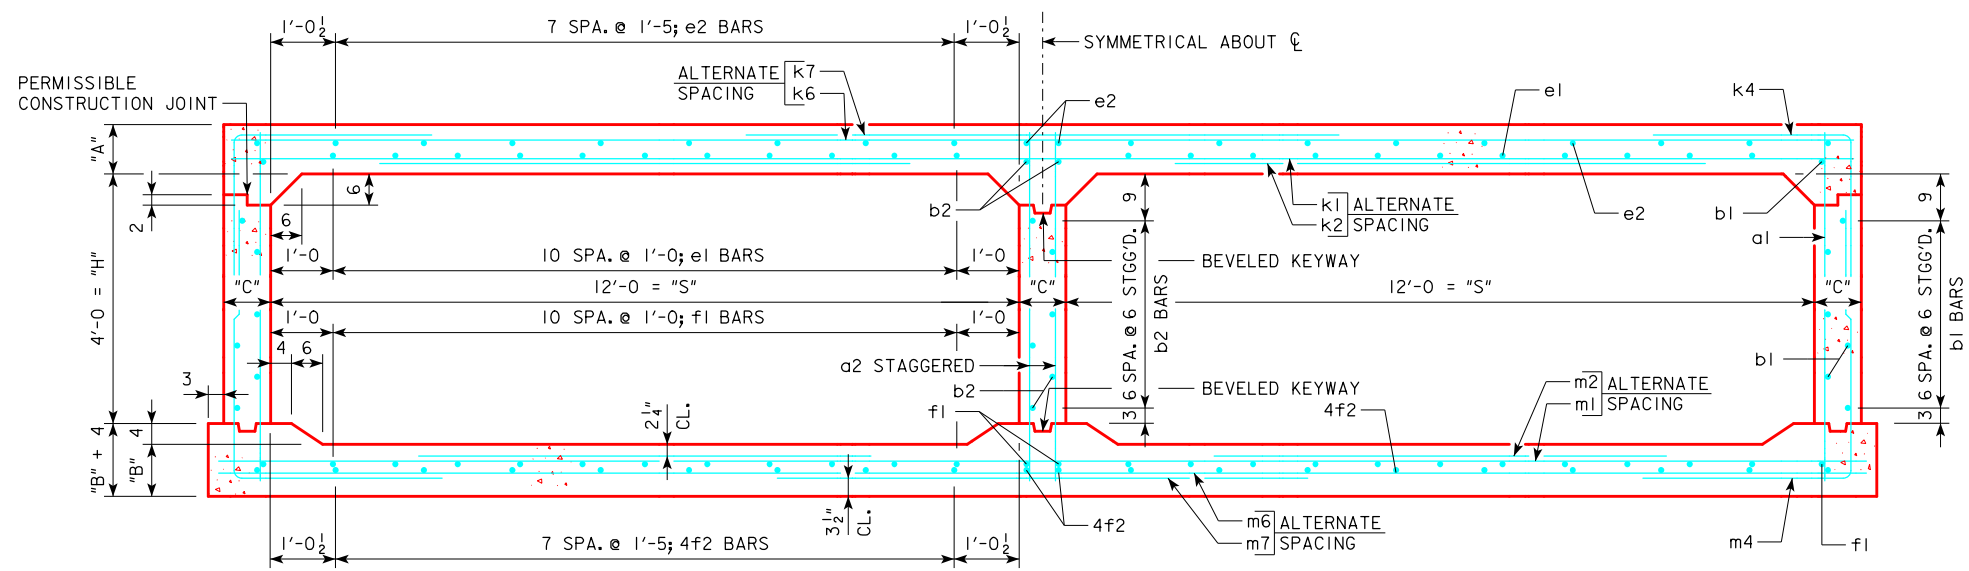 1'-0½
7 SPA. @ 1'-5; e2 BARS
1'-0½
SYMMETRICAL ABOUT ℄
PERMISSIBLE
CONSTRUCTION JOINT
ALTERNATE
SPACING
k7
k6
e2
e1
k4
"A"
2
6
6
9
9
b2
k1
k2
ALTERNATE
SPACING
e2
b1
a1
1'-0
10 SPA. @ 1'-0; e1 BARS
1'-0
BEVELED KEYWAY
4'-0 = "H"
"C"
12'-0 = "S"
"C"
12'-0 = "S"
"C"
6 SPA. @ 6 STGG'D.
b2 BARS
6 SPA. @ 6 STGG'D.
b1 BARS
1'-0
10 SPA. @ 1'-0; f1 BARS
1'-0
4
6
3
a2 STAGGERED
b2
BEVELED KEYWAY
b1
m2
m1
ALTERNATE
SPACING
f1
4f2
3
3
2¼"
CL.
"B" + 4
4
"B"
3½"
CL.
4f2
m6
m7
ALTERNATE
SPACING
m4
f1
1'-0½
7 SPA. @ 1'-5; 4f2 BARS
1'-0½